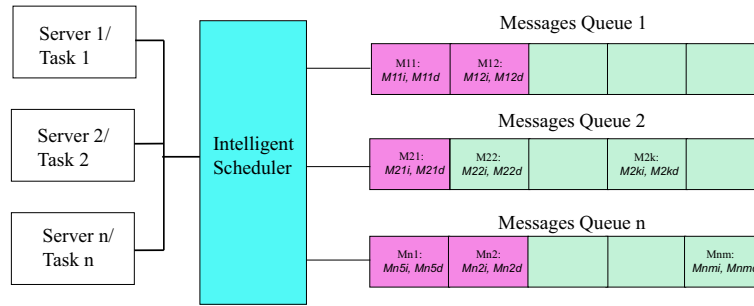 Server 1/
Task 1
Server 2/
Task 2
Server n/
Task n
Intelligent
Scheduler
Messages Queue 1
M11:
M11i, M11d
M12:
M12i, M12d
Messages Queue 2
M21:
M21i, M21d
M22:
M22i, M22d
M2k:
M2ki, M2kd
Messages Queue n
Mn1:
Mn5i, Mn5d
Mn2:
Mn2i, Mn2d
Mnm:
Mnmi, Mnmd